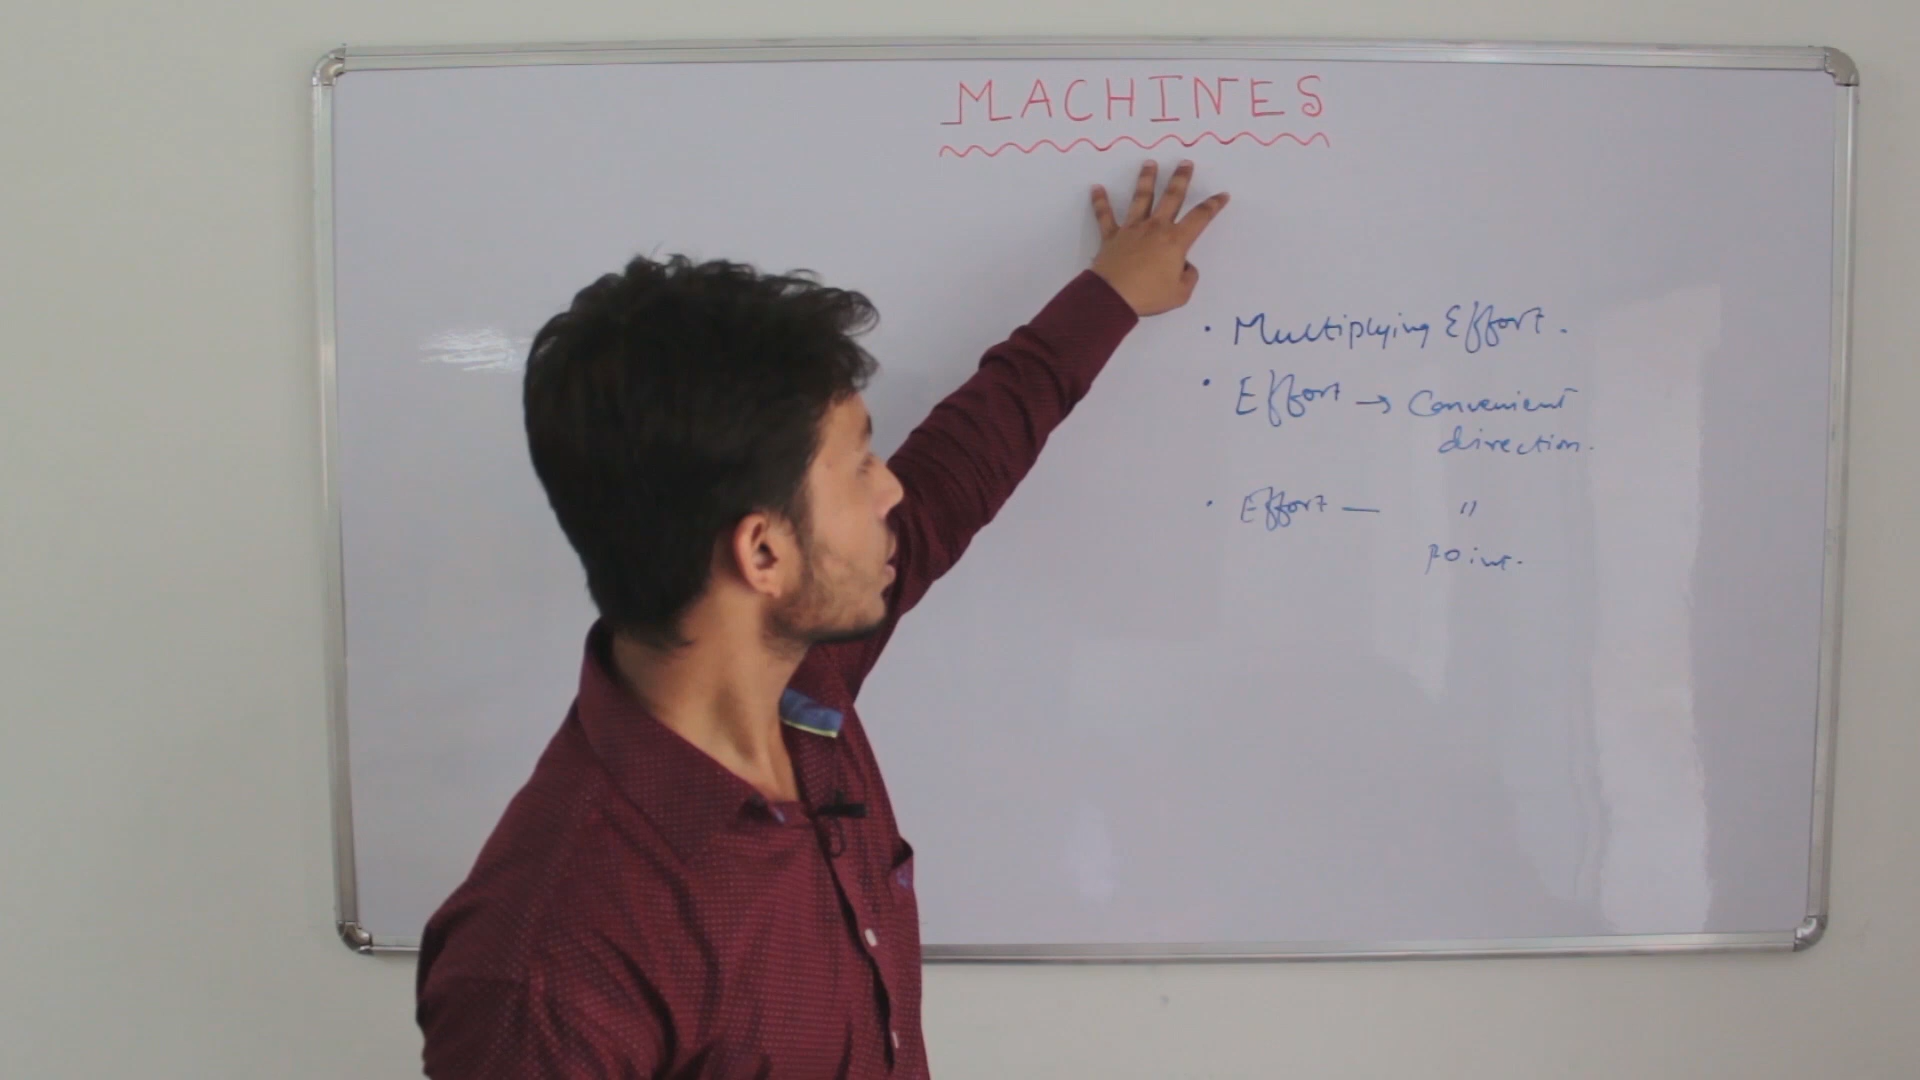 MACHINES
• Multiplying Effort.
• Effort → Convenient
direction.
• Effort — "
point.